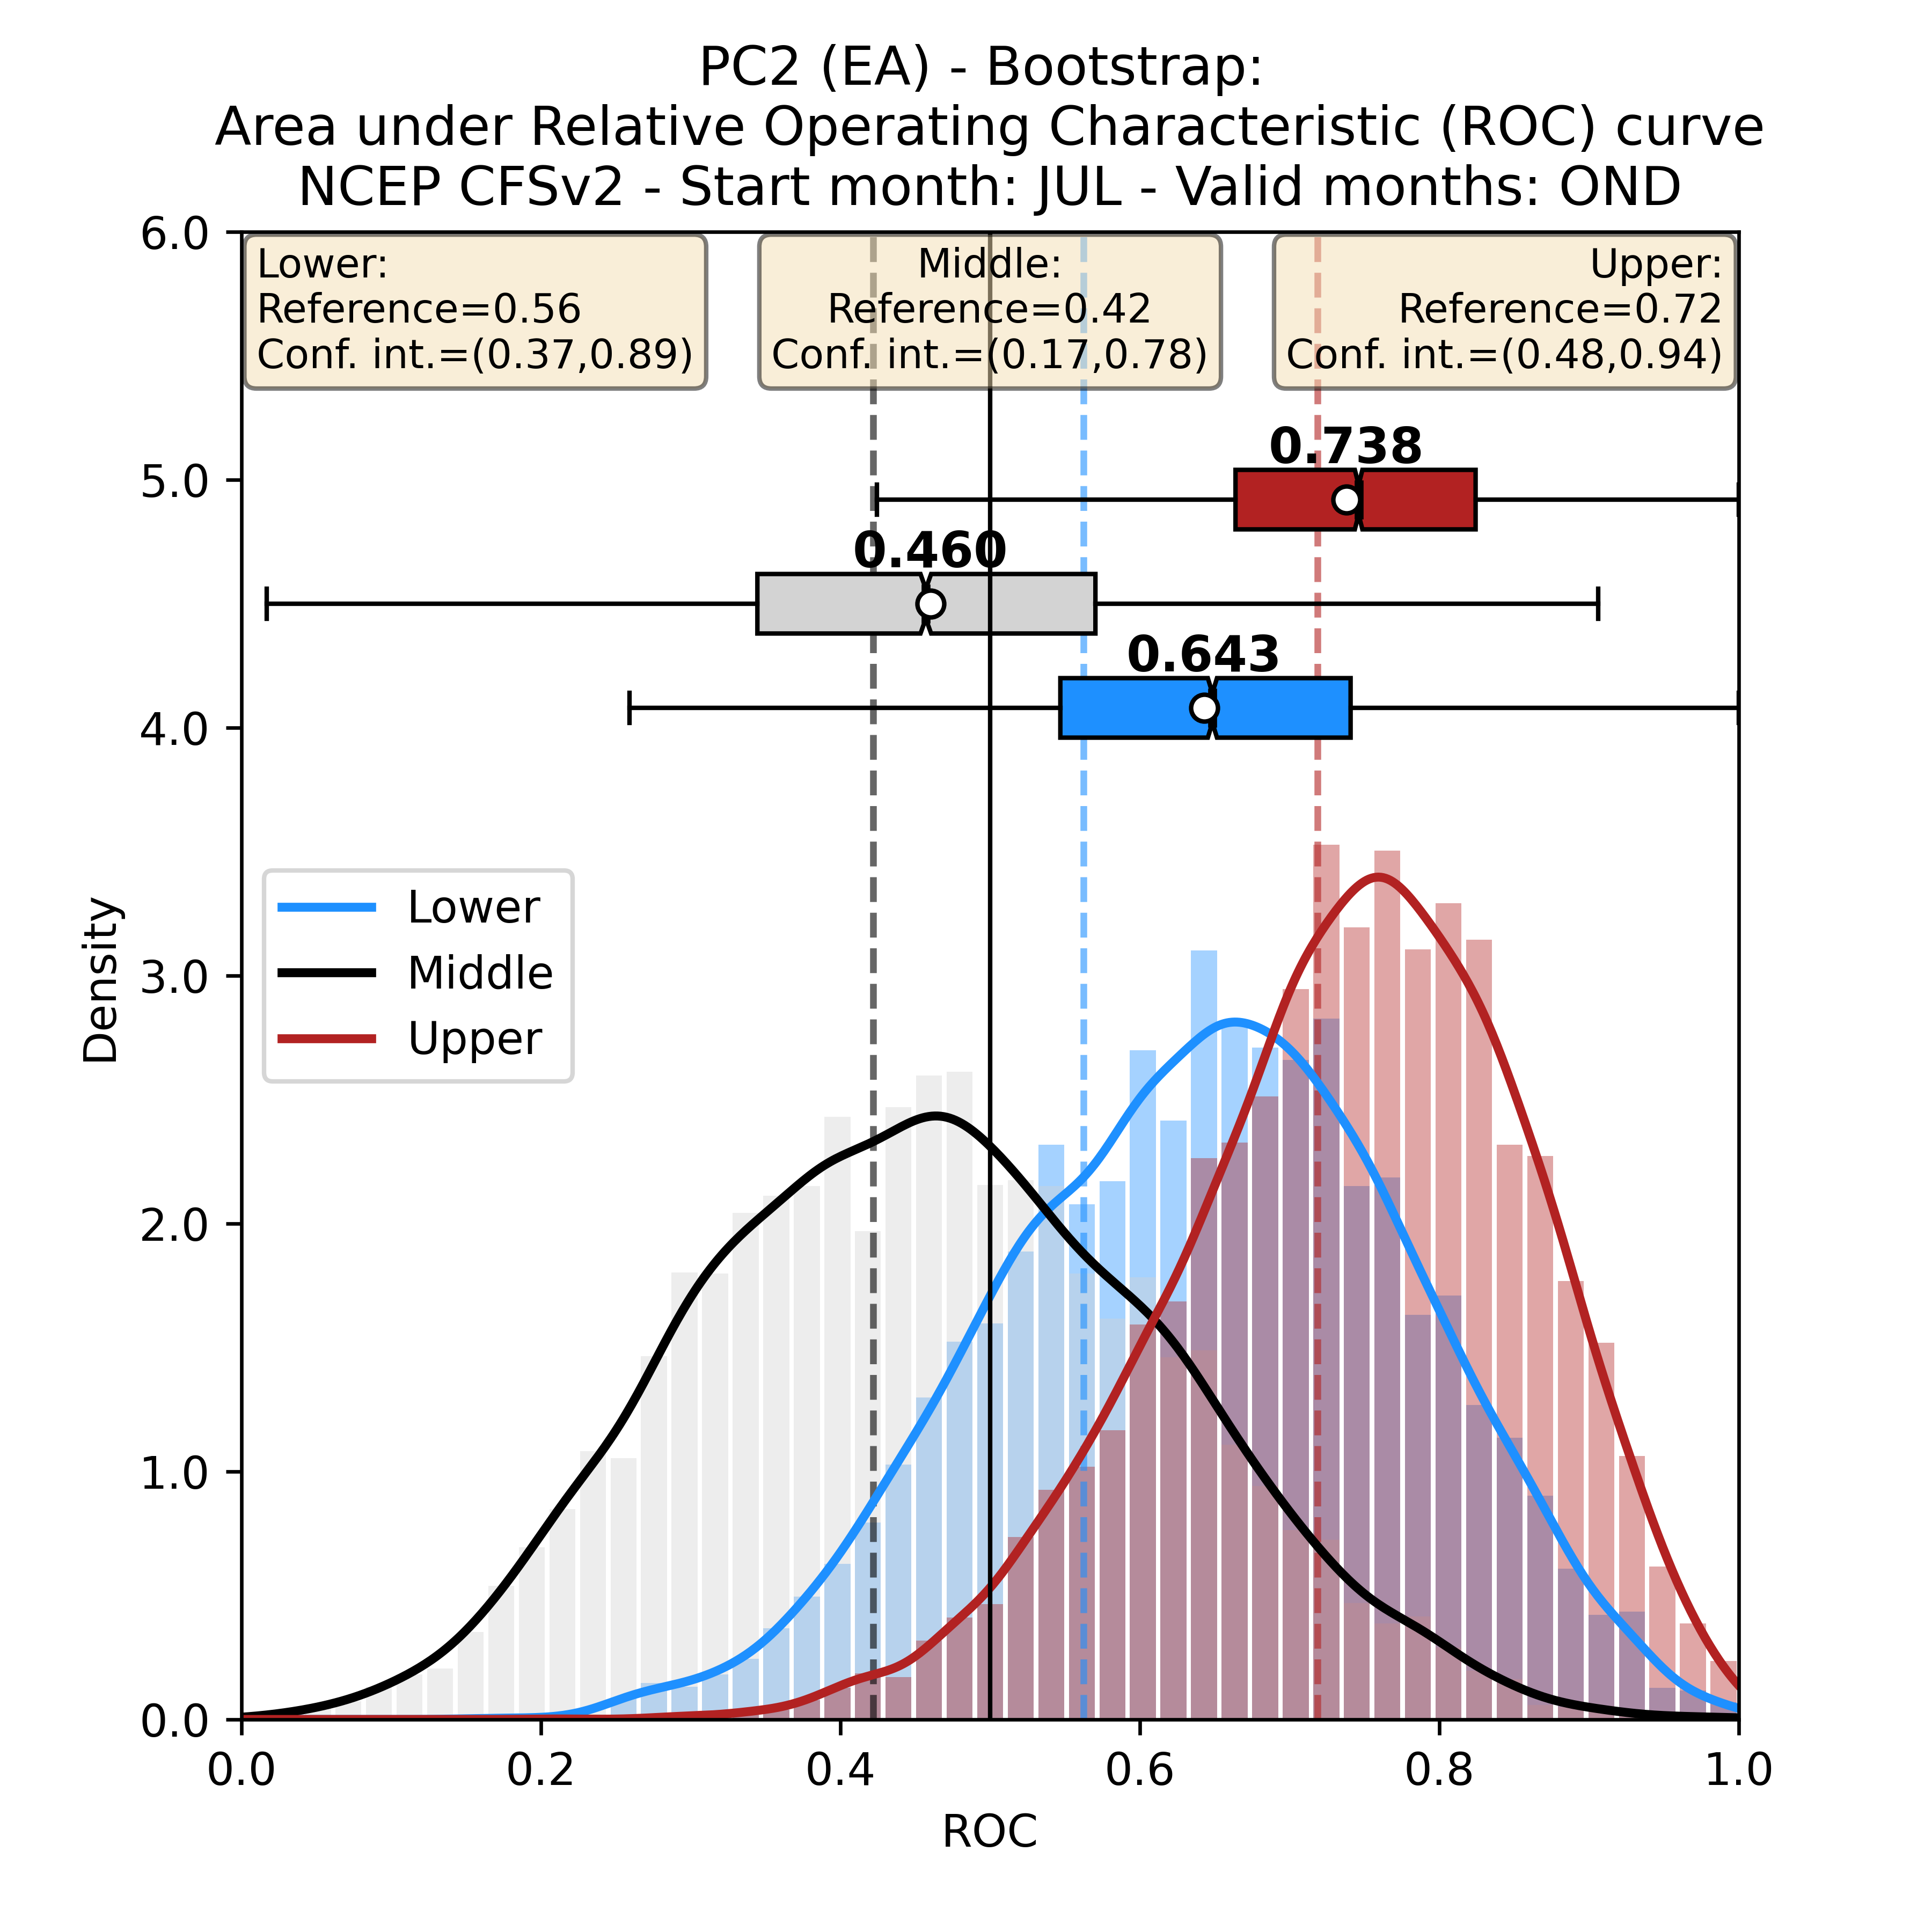 PC2 (EA) - Bootstrap:
Area under Relative Operating Characteristic (ROC) curve
NCEP CFSv2 - Start month: JUL - Valid months: OND
Lower:
Reference=0.56
Conf. int.=(0.37,0.89)
Middle:
Reference=0.42
Conf. int.=(0.17,0.78)
Upper:
Reference=0.72
Conf. int.=(0.48,0.94)
0.738
0.460
0.643
Lower
Middle
Upper
Density
6.0
5.0
4.0
3.0
2.0
1.0
0.0
0.0 0.2 0.4 0.6 0.8 1.0
ROC